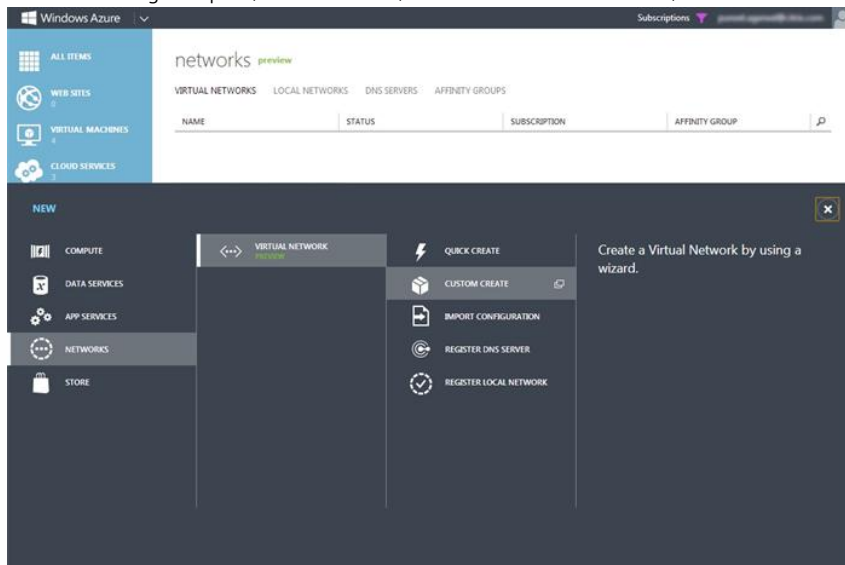 Windows Azure
Subscriptions
ALL ITEMS
WEB SITES
0
VIRTUAL MACHINES
4
CLOUD SERVICES
3
networks preview
VIRTUAL NETWORKS LOCAL NETWORKS DNS SERVERS AFFINITY GROUPS
NAME STATUS SUBSCRIPTION AFFINITY GROUP
NEW
COMPUTE
DATA SERVICES
APP SERVICES
NETWORKS
STORE
VIRTUAL NETWORK
PREVIEW
QUICK CREATE
CUSTOM CREATE
IMPORT CONFIGURATION
REGISTER DNS SERVER
REGISTER LOCAL NETWORK
Create a Virtual Network by using a
wizard.